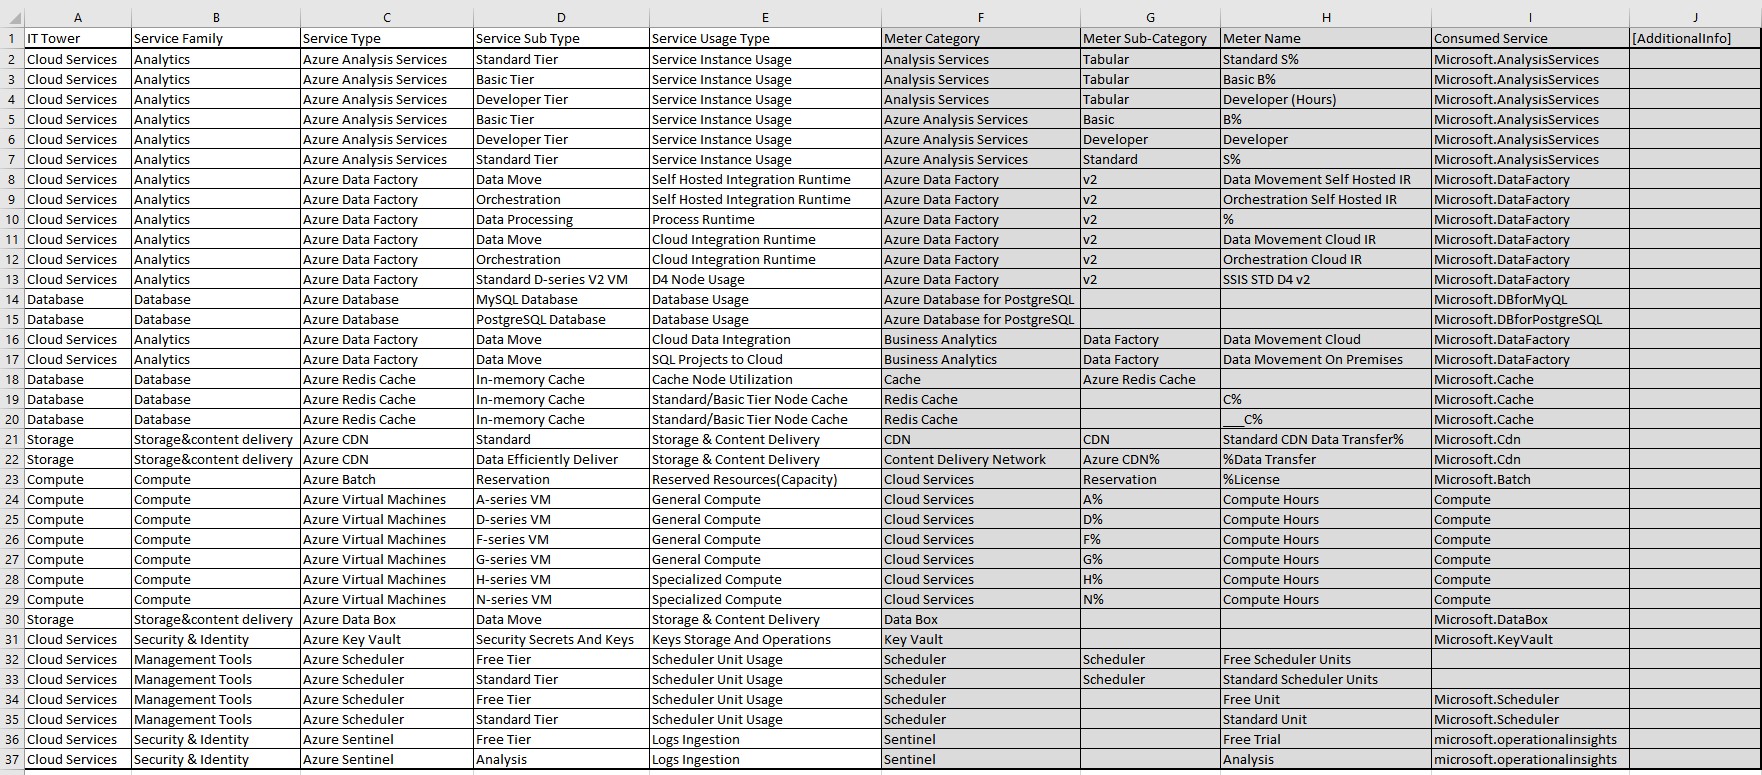 A B C D E F G H I J
1 IT Tower Service Family Service Type Service Sub Type Service Usage Type Meter Category Meter Sub-Category Meter Name Consumed Service [AdditionalInfo]
2 Cloud Services Analytics Azure Analysis Services Standard Tier Service Instance Usage Analysis Services Tabular Standard S% Microsoft.AnalysisServices
3 Cloud Services Analytics Azure Analysis Services Basic Tier Service Instance Usage Analysis Services Tabular Basic B% Microsoft.AnalysisServices
4 Cloud Services Analytics Azure Analysis Services Developer Tier Service Instance Usage Analysis Services Tabular Developer (Hours) Microsoft.AnalysisServices
5 Cloud Services Analytics Azure Analysis Services Basic Tier Service Instance Usage Azure Analysis Services Basic B% Microsoft.AnalysisServices
6 Cloud Services Analytics Azure Analysis Services Developer Tier Service Instance Usage Azure Analysis Services Developer Developer Microsoft.AnalysisServices
7 Cloud Services Analytics Azure Analysis Services Standard Tier Service Instance Usage Azure Analysis Services Standard S% Microsoft.AnalysisServices
8 Cloud Services Analytics Azure Data Factory Data Move Self Hosted Integration Runtime Azure Data Factory v2 Data Movement Self Hosted IR Microsoft.DataFactory
9 Cloud Services Analytics Azure Data Factory Orchestration Self Hosted Integration Runtime Azure Data Factory v2 Orchestration Self Hosted IR Microsoft.DataFactory
10 Cloud Services Analytics Azure Data Factory Data Processing Process Runtime Azure Data Factory v2 % Microsoft.DataFactory
11 Cloud Services Analytics Azure Data Factory Data Move Cloud Integration Runtime Azure Data Factory v2 Data Movement Cloud IR Microsoft.DataFactory
12 Cloud Services Analytics Azure Data Factory Orchestration Cloud Integration Runtime Azure Data Factory v2 Orchestration Cloud IR Microsoft.DataFactory
13 Cloud Services Analytics Azure Data Factory Standard D-series V2 VM D4 Node Usage Azure Data Factory v2 SSIS STD D4 v2 Microsoft.DataFactory
14 Database Database Azure Database MySQL Database Database Usage Azure Database for PostgreSQL Microsoft.DBforMyQL
15 Database Database Azure Database PostgreSQL Database Database Usage Azure Database for PostgreSQL Microsoft.DBforPostgreSQL
16 Cloud Services Analytics Azure Data Factory Data Move Cloud Data Integration Business Analytics Data Factory Data Movement Cloud Microsoft.DataFactory
17 Cloud Services Analytics Azure Data Factory Data Move SQL Projects to Cloud Business Analytics Data Factory Data Movement On Premises Microsoft.DataFactory
18 Database Database Azure Redis Cache In-memory Cache Cache Node Utilization Cache Azure Redis Cache Microsoft.Cache
19 Database Database Azure Redis Cache In-memory Cache Standard/Basic Tier Node Cache Redis Cache C% Microsoft.Cache
20 Database Database Azure Redis Cache In-memory Cache Standard/Basic Tier Node Cache Redis Cache ___C% Microsoft.Cache
21 Storage Storage&content delivery Azure CDN Standard Storage & Content Delivery CDN CDN Standard CDN Data Transfer% Microsoft.Cdn
22 Storage Storage&content delivery Azure CDN Data Efficiently Deliver Storage & Content Delivery Content Delivery Network Azure CDN% %Data Transfer Microsoft.Cdn
23 Compute Compute Azure Batch Reservation Reserved Resources(Capacity) Cloud Services Reservation %License Microsoft.Batch
24 Compute Compute Azure Virtual Machines A-series VM General Compute Cloud Services A% Compute Hours Compute
25 Compute Compute Azure Virtual Machines D-series VM General Compute Cloud Services D% Compute Hours Compute
26 Compute Compute Azure Virtual Machines F-series VM General Compute Cloud Services F% Compute Hours Compute
27 Compute Compute Azure Virtual Machines G-series VM General Compute Cloud Services G% Compute Hours Compute
28 Compute Compute Azure Virtual Machines H-series VM Specialized Compute Cloud Services H% Compute Hours Compute
29 Compute Compute Azure Virtual Machines N-series VM Specialized Compute Cloud Services N% Compute Hours Compute
30 Storage Storage&content delivery Azure Data Box Data Move Storage & Content Delivery Data Box Microsoft.DataBox
31 Cloud Services Security & Identity Azure Key Vault Security Secrets And Keys Keys Storage And Operations Key Vault Microsoft.KeyVault
32 Cloud Services Management Tools Azure Scheduler Free Tier Scheduler Unit Usage Scheduler Scheduler Free Scheduler Units
33 Cloud Services Management Tools Azure Scheduler Standard Tier Scheduler Unit Usage Scheduler Scheduler Standard Scheduler Units
34 Cloud Services Management Tools Azure Scheduler Free Tier Scheduler Unit Usage Scheduler Free Unit Microsoft.Scheduler
35 Cloud Services Management Tools Azure Scheduler Standard Tier Scheduler Unit Usage Scheduler Standard Unit Microsoft.Scheduler
36 Cloud Services Security & Identity Azure Sentinel Free Tier Logs Ingestion Sentinel Free Trial microsoft.operationalinsights
37 Cloud Services Security & Identity Azure Sentinel Analysis Logs Ingestion Sentinel Analysis microsoft.operationalinsights